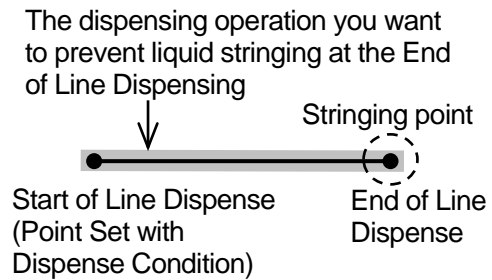 The dispensing operation you want
to prevent liquid stringing at the End
of Line Dispensing
Stringing point
Start of Line Dispense
(Point Set with
Dispense Condition)
End of Line
Dispense